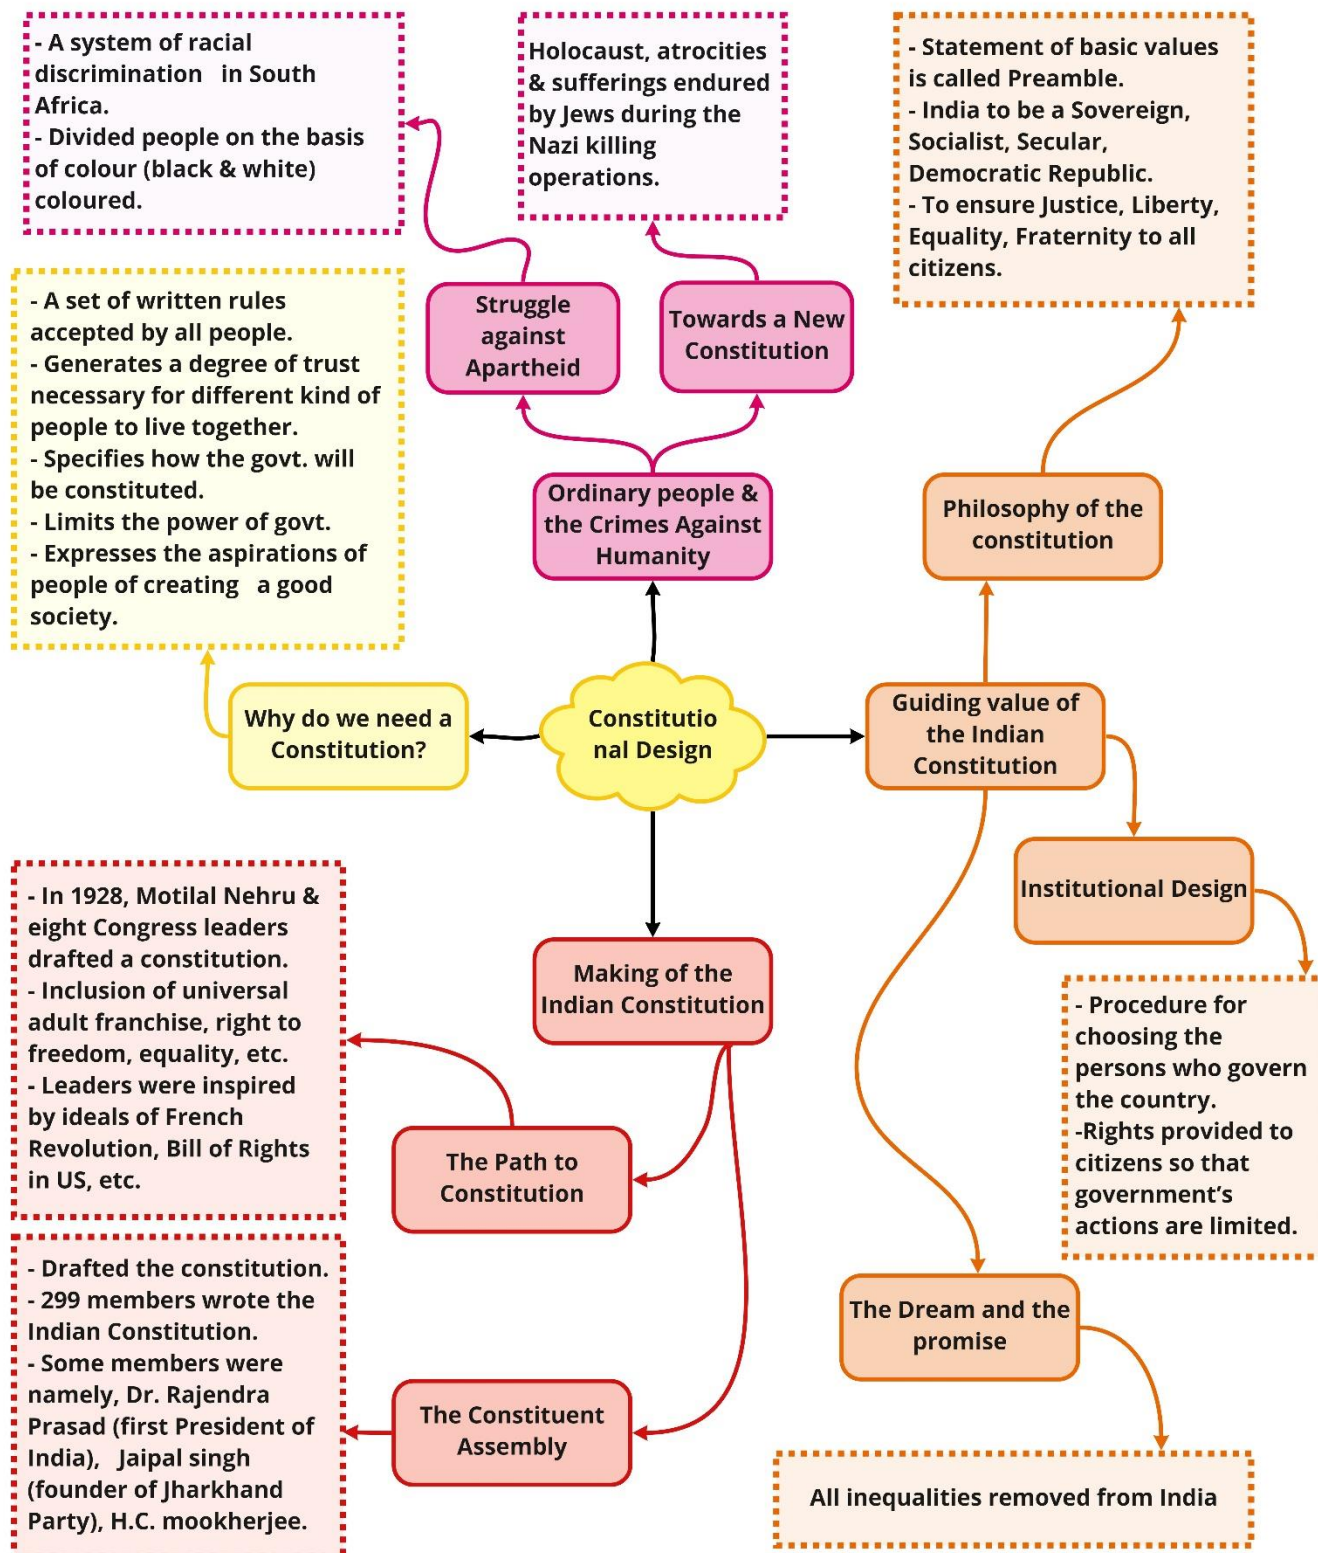 - A system of racial
discrimination   in South
Africa.
- Divided people on the basis
of colour (black & white)
coloured.
Holocaust, atrocities
& sufferings endured
by Jews during the
Nazi killing
operations.
- Statement of basic values
is called Preamble.
- India to be a Sovereign,
Socialist, Secular,
Democratic Republic.
- To ensure Justice, Liberty,
Equality, Fraternity to all
citizens.
- A set of written rules
accepted by all people.
- Generates a degree of trust
necessary for different kind of
people to live together.
- Specifies how the govt. will
be constituted.
- Limits the power of govt.
- Expresses the aspirations of
people of creating   a good
society.
Struggle
against
Apartheid
Towards a New
Constitution
Ordinary people &
the Crimes Against
Humanity
Philosophy of the
constitution
Why do we need a
Constitution?
Constitutio
nal Design
Guiding value of
the Indian
Constitution
Institutional Design
- Procedure for
choosing the
persons who govern
the country.
-Rights provided to
citizens so that
government's
actions are limited.
Making of the
Indian Constitution
- In 1928, Motilal Nehru &
eight Congress leaders
drafted a constitution.
- Inclusion of universal
adult franchise, right to
freedom, equality, etc.
- Leaders were inspired
by ideals of French
Revolution, Bill of Rights
in US, etc.
The Path to
Constitution
- Drafted the constitution.
- 299 members wrote the
Indian Constitution.
- Some members were
namely, Dr. Rajendra
Prasad (first President of
India),   Jaipal singh
(founder of Jharkhand
Party), H.C. mookherjee.
The Constituent
Assembly
The Dream and the
promise
All inequalities removed from India